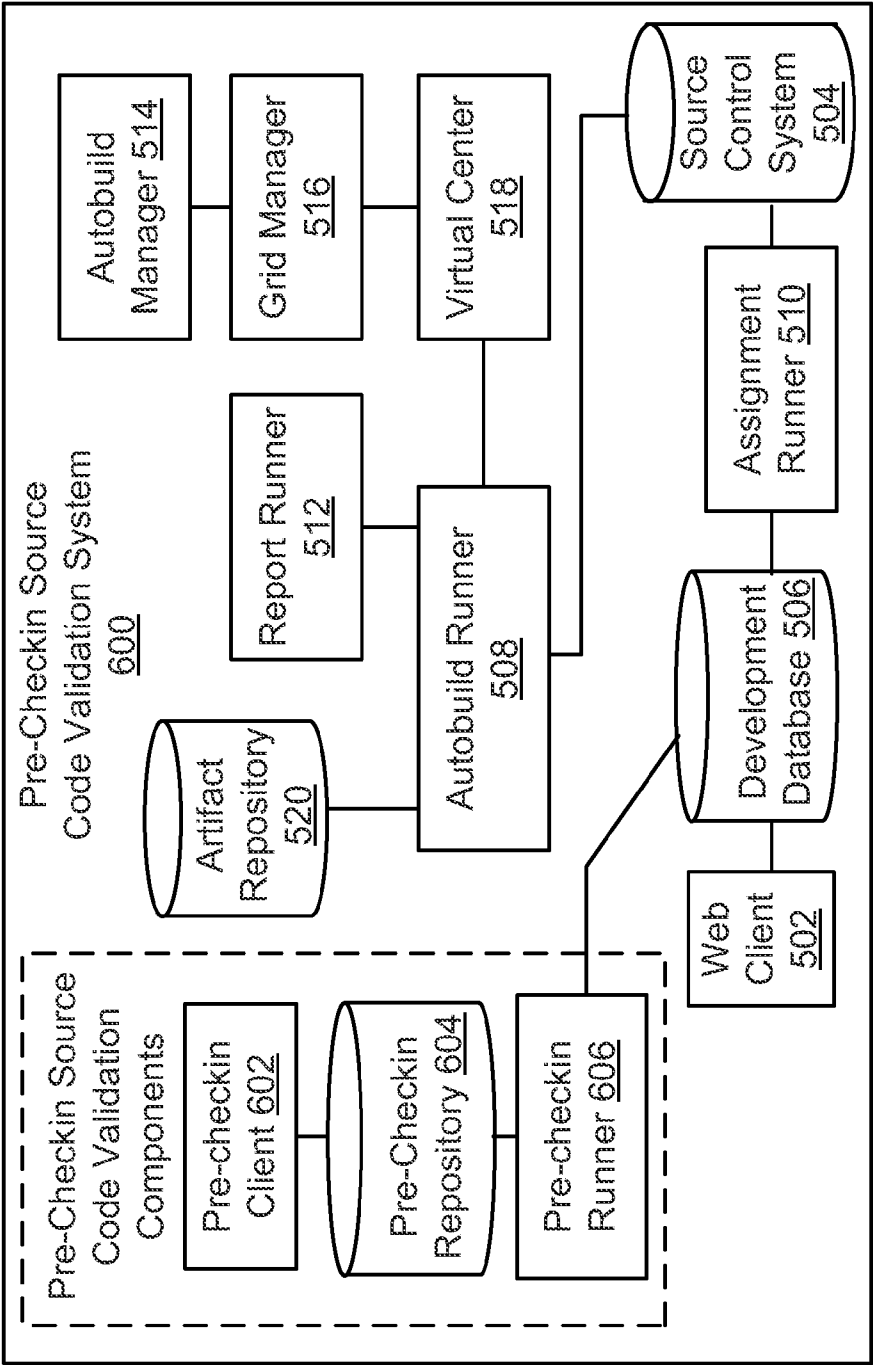 Pre-Checkin Source
Code Validation System
600
Pre-Checkin Source
Code Validation
Components
Pre-checkin
Client 602
Pre-Checkin
Repository 604
Pre-checkin
Runner 606
Artifact
Repository
520
Report Runner
512
Autobuild Runner
508
Autobuild
Manager 514
Grid Manager
516
Virtual Center
518
Web
Client
502
Development
Database 506
Assignment
Runner 510
Source
Control
System
504